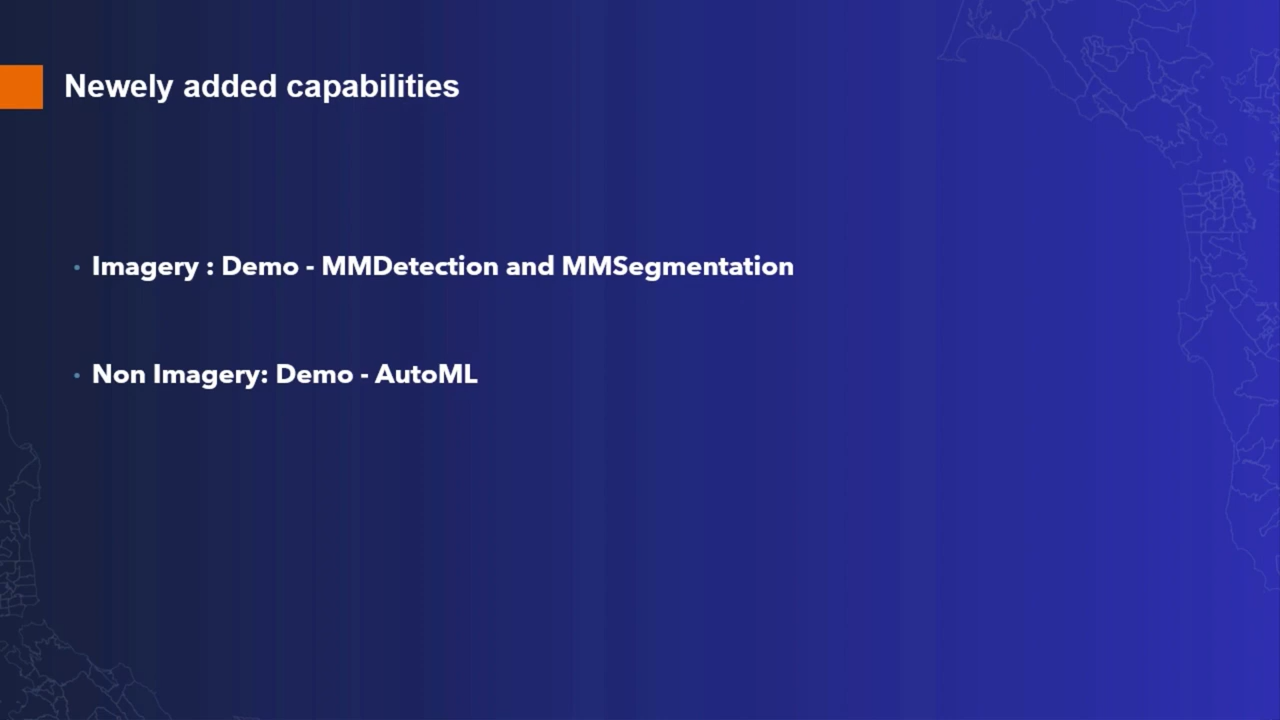 Newely added capabilities
• Imagery : Demo - MMDetection and MMSegmentation
• Non Imagery: Demo - AutoML